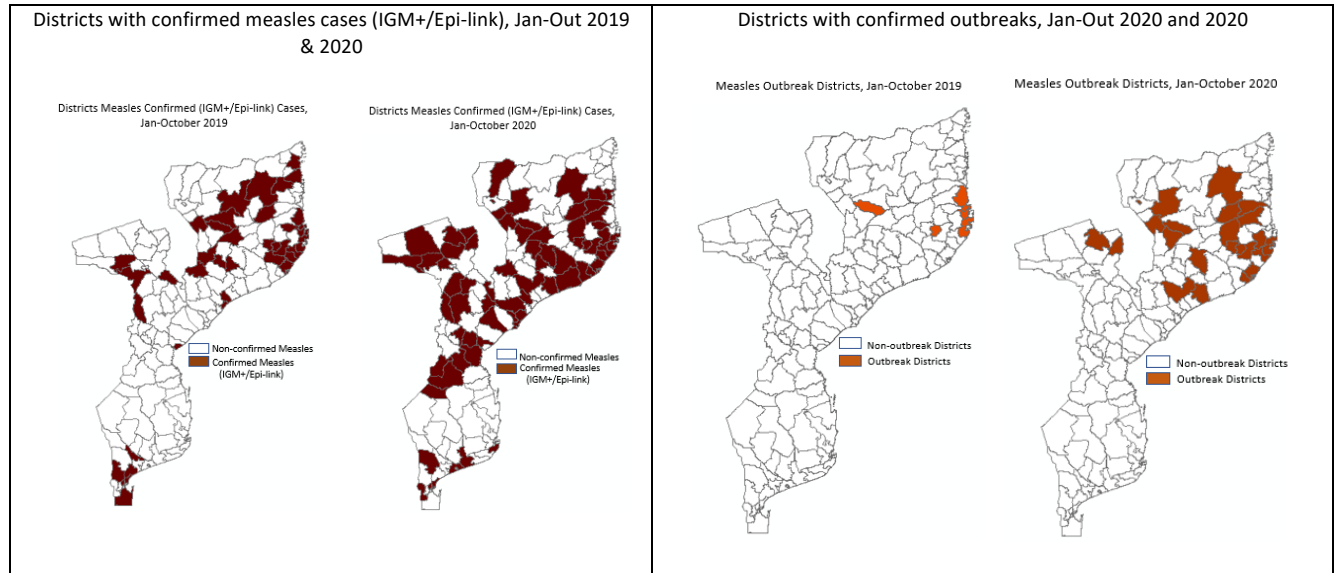 Districts with confirmed measles cases (IGM+/Epi-link), Jan-Out 2019
& 2020
Districts Measles Confirmed (IGM+/Epi-link) Cases,
Jan-October 2019
Districts Measles Confirmed (IGM+/Epi-link) Cases,
Jan-October 2020
Non-confirmed Measles
Confirmed Measles
(IGM+/Epi-link)
Non-confirmed Measles
Confirmed Measles
(IGM+/Epi-link)
Districts with confirmed outbreaks, Jan-Out 2020 and 2020
Measles Outbreak Districts, Jan-October 2019
Measles Outbreak Districts, Jan-October 2020
Non-outbreak Districts
Outbreak Districts
Non-outbreak Districts
Outbreak Districts